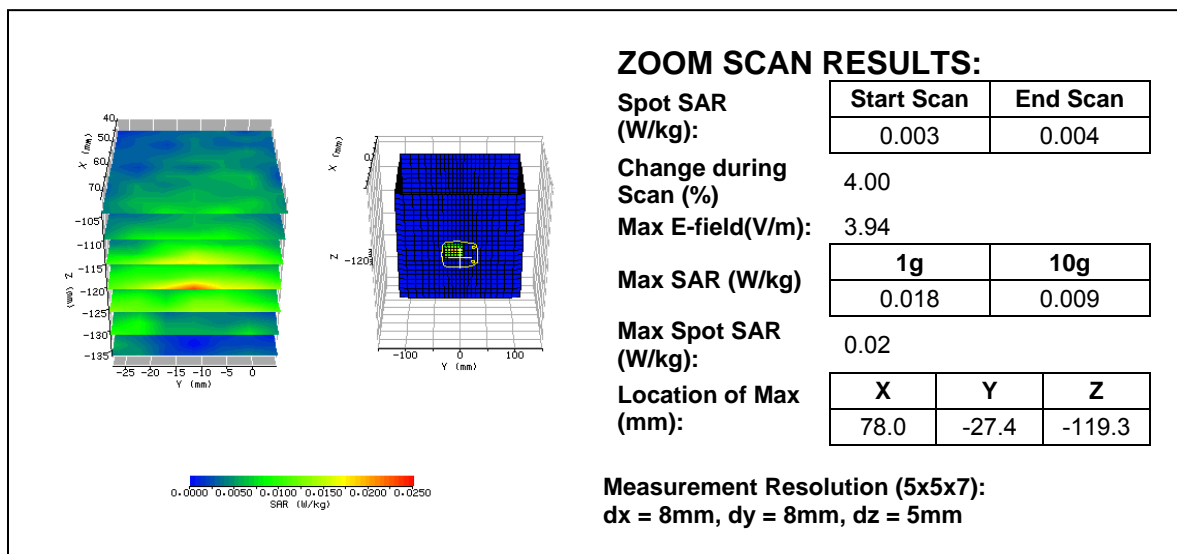 ZOOM SCAN RESULTS:
Spot SAR (W/kg):
Start Scan End Scan
0.003 0.004
Change during Scan (%)
4.00
Max E-field(V/m): 3.94
Max SAR (W/kg)
1g 10g
0.018 0.009
Max Spot SAR (W/kg):
0.02
Location of Max (mm):
X Y Z
78.0 -27.4 -119.3
Measurement Resolution (5x5x7):
dx = 8mm, dy = 8mm, dz = 5mm
40
50
60
70
X (mm)
-105
-110
-115
-120
-125
-130
-135
Z (mm)
-25 -20 -15 -10 -5 0
Y (mm)
X (mm)
Z
-120
-100 0 100
Y (mm)
0.0000 0.0050 0.0100 0.0150 0.0200 0.0250
SAR (W/kg)